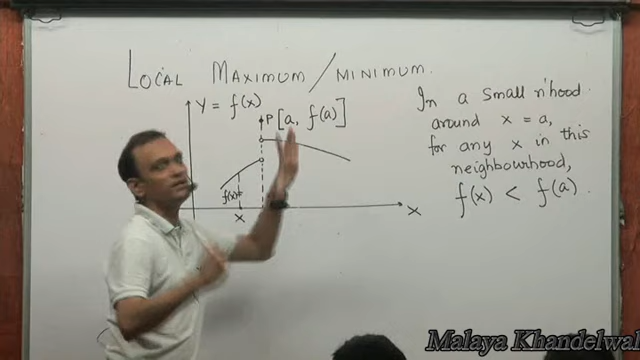 LOCAL MAXIMUM / MINIMUM.
Y = f(x)
P [a, f(a)]
f(x)
x
X
In a small n'hood
around x = a,
for any x in this
neighbourhood,
f(x) < f(a).
Malaya Khandelwal